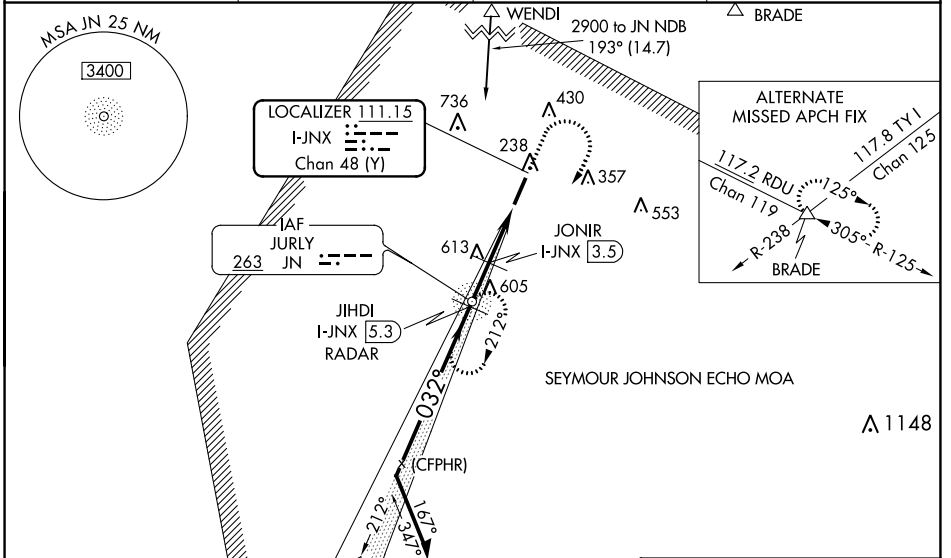 MSA JN 25 NM
3400
WENDI
2900 to JN NDB
193° (14.7)
BRADE
LOCALIZER 111.15
I-JNX
Chan 48 (Y)
736
430
238
357
553
ALTERNATE
MISSED APCH FIX
117.8 TYI
Chan 125
117.2 RDU
Chan 119
125°
305°
R-238
R-125
BRADE
IAF
JURLY
263 JN
613
JONIR
I-JNX 3.5
605
JIHDI
I-JNX 5.3
RADAR
212°
032°
SEYMOUR JOHNSON ECHO MOA
1148
(CFPHR)
212°
347°
167°